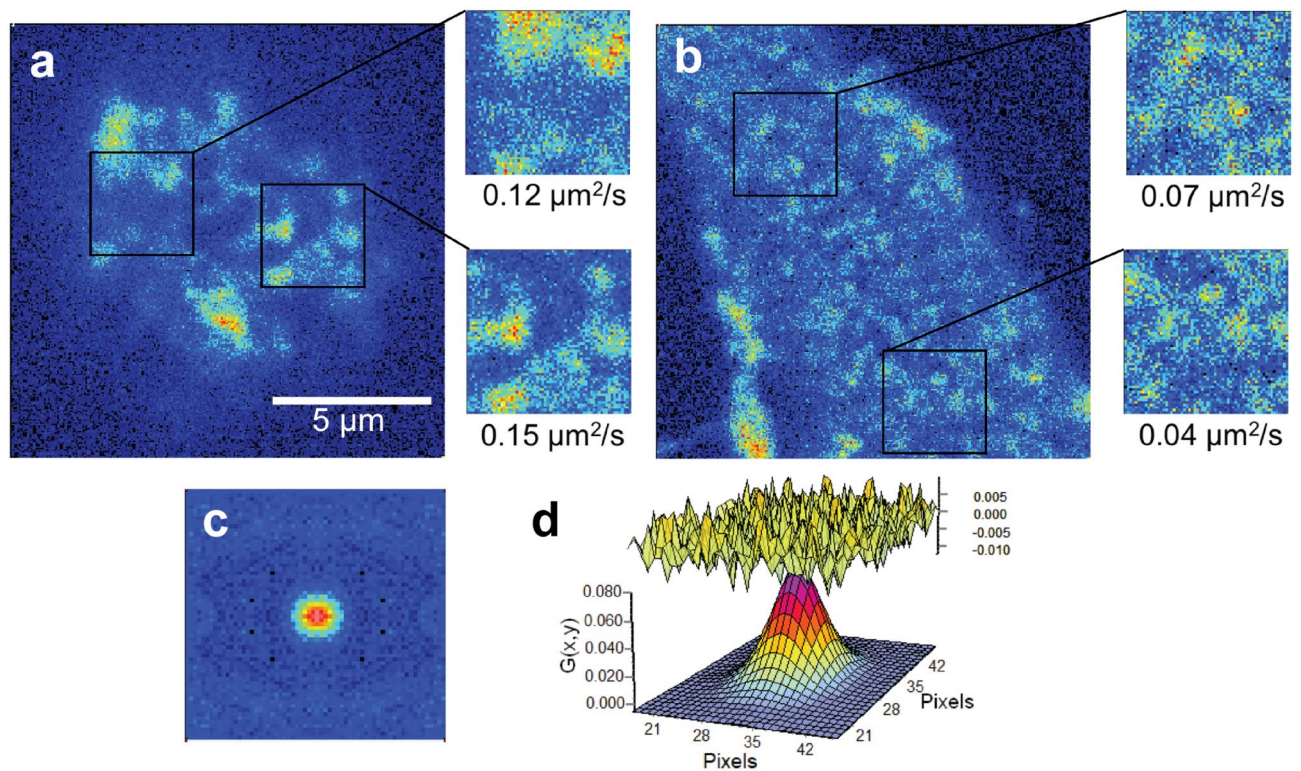 a
0.12 µm²/s
5 µm
0.15 µm²/s
b
0.07 µm²/s
0.04 µm²/s
c
d
0.005
0.000
-0.005
-0.010
0.080
0.060
0.040
0.020
0.000
G(x,y)
21
28
35
42
Pixels
42
35
28
21
Pixels